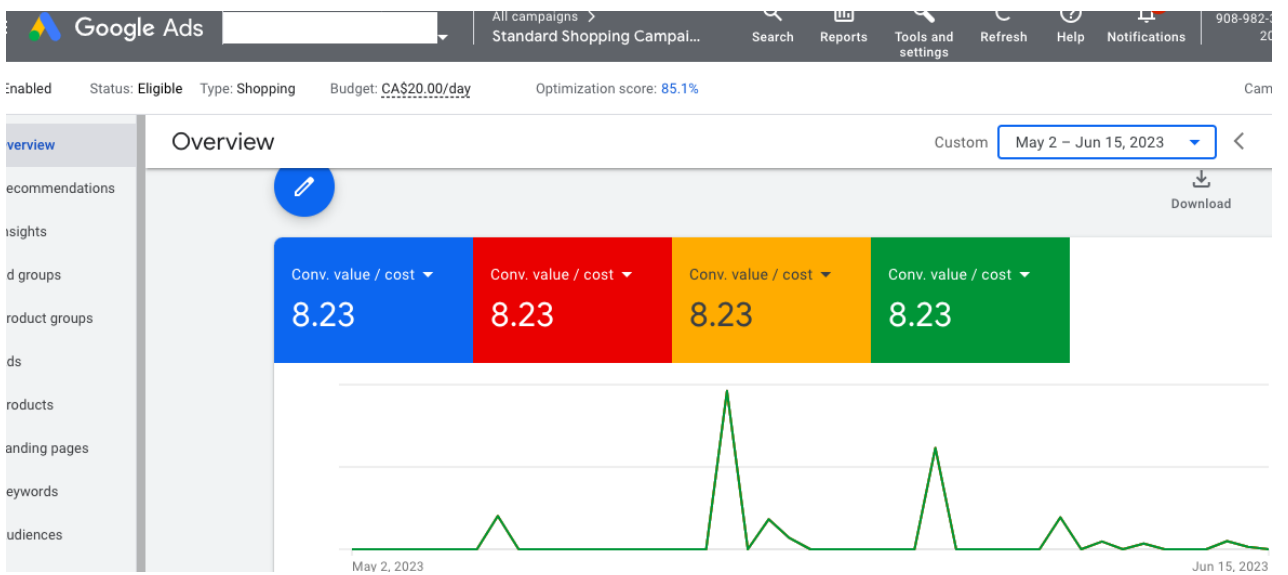 Google Ads
All campaigns
Standard Shopping Campai...
Search
Reports
Tools and
settings
Refresh
Help
Notifications
908-982-
20
Enabled
Status: Eligible
Type: Shopping
Budget: CA$20.00/day
Optimization score: 85.1%
Cam
verview
Overview
Custom
May 2 – Jun 15, 2023
ecommendations
Download
nsights
d groups
roduct groups
ds
roducts
anding pages
eywords
udiences
Conv. value / cost
8.23
Conv. value / cost
8.23
Conv. value / cost
8.23
Conv. value / cost
8.23
May 2, 2023
Jun 15, 2023